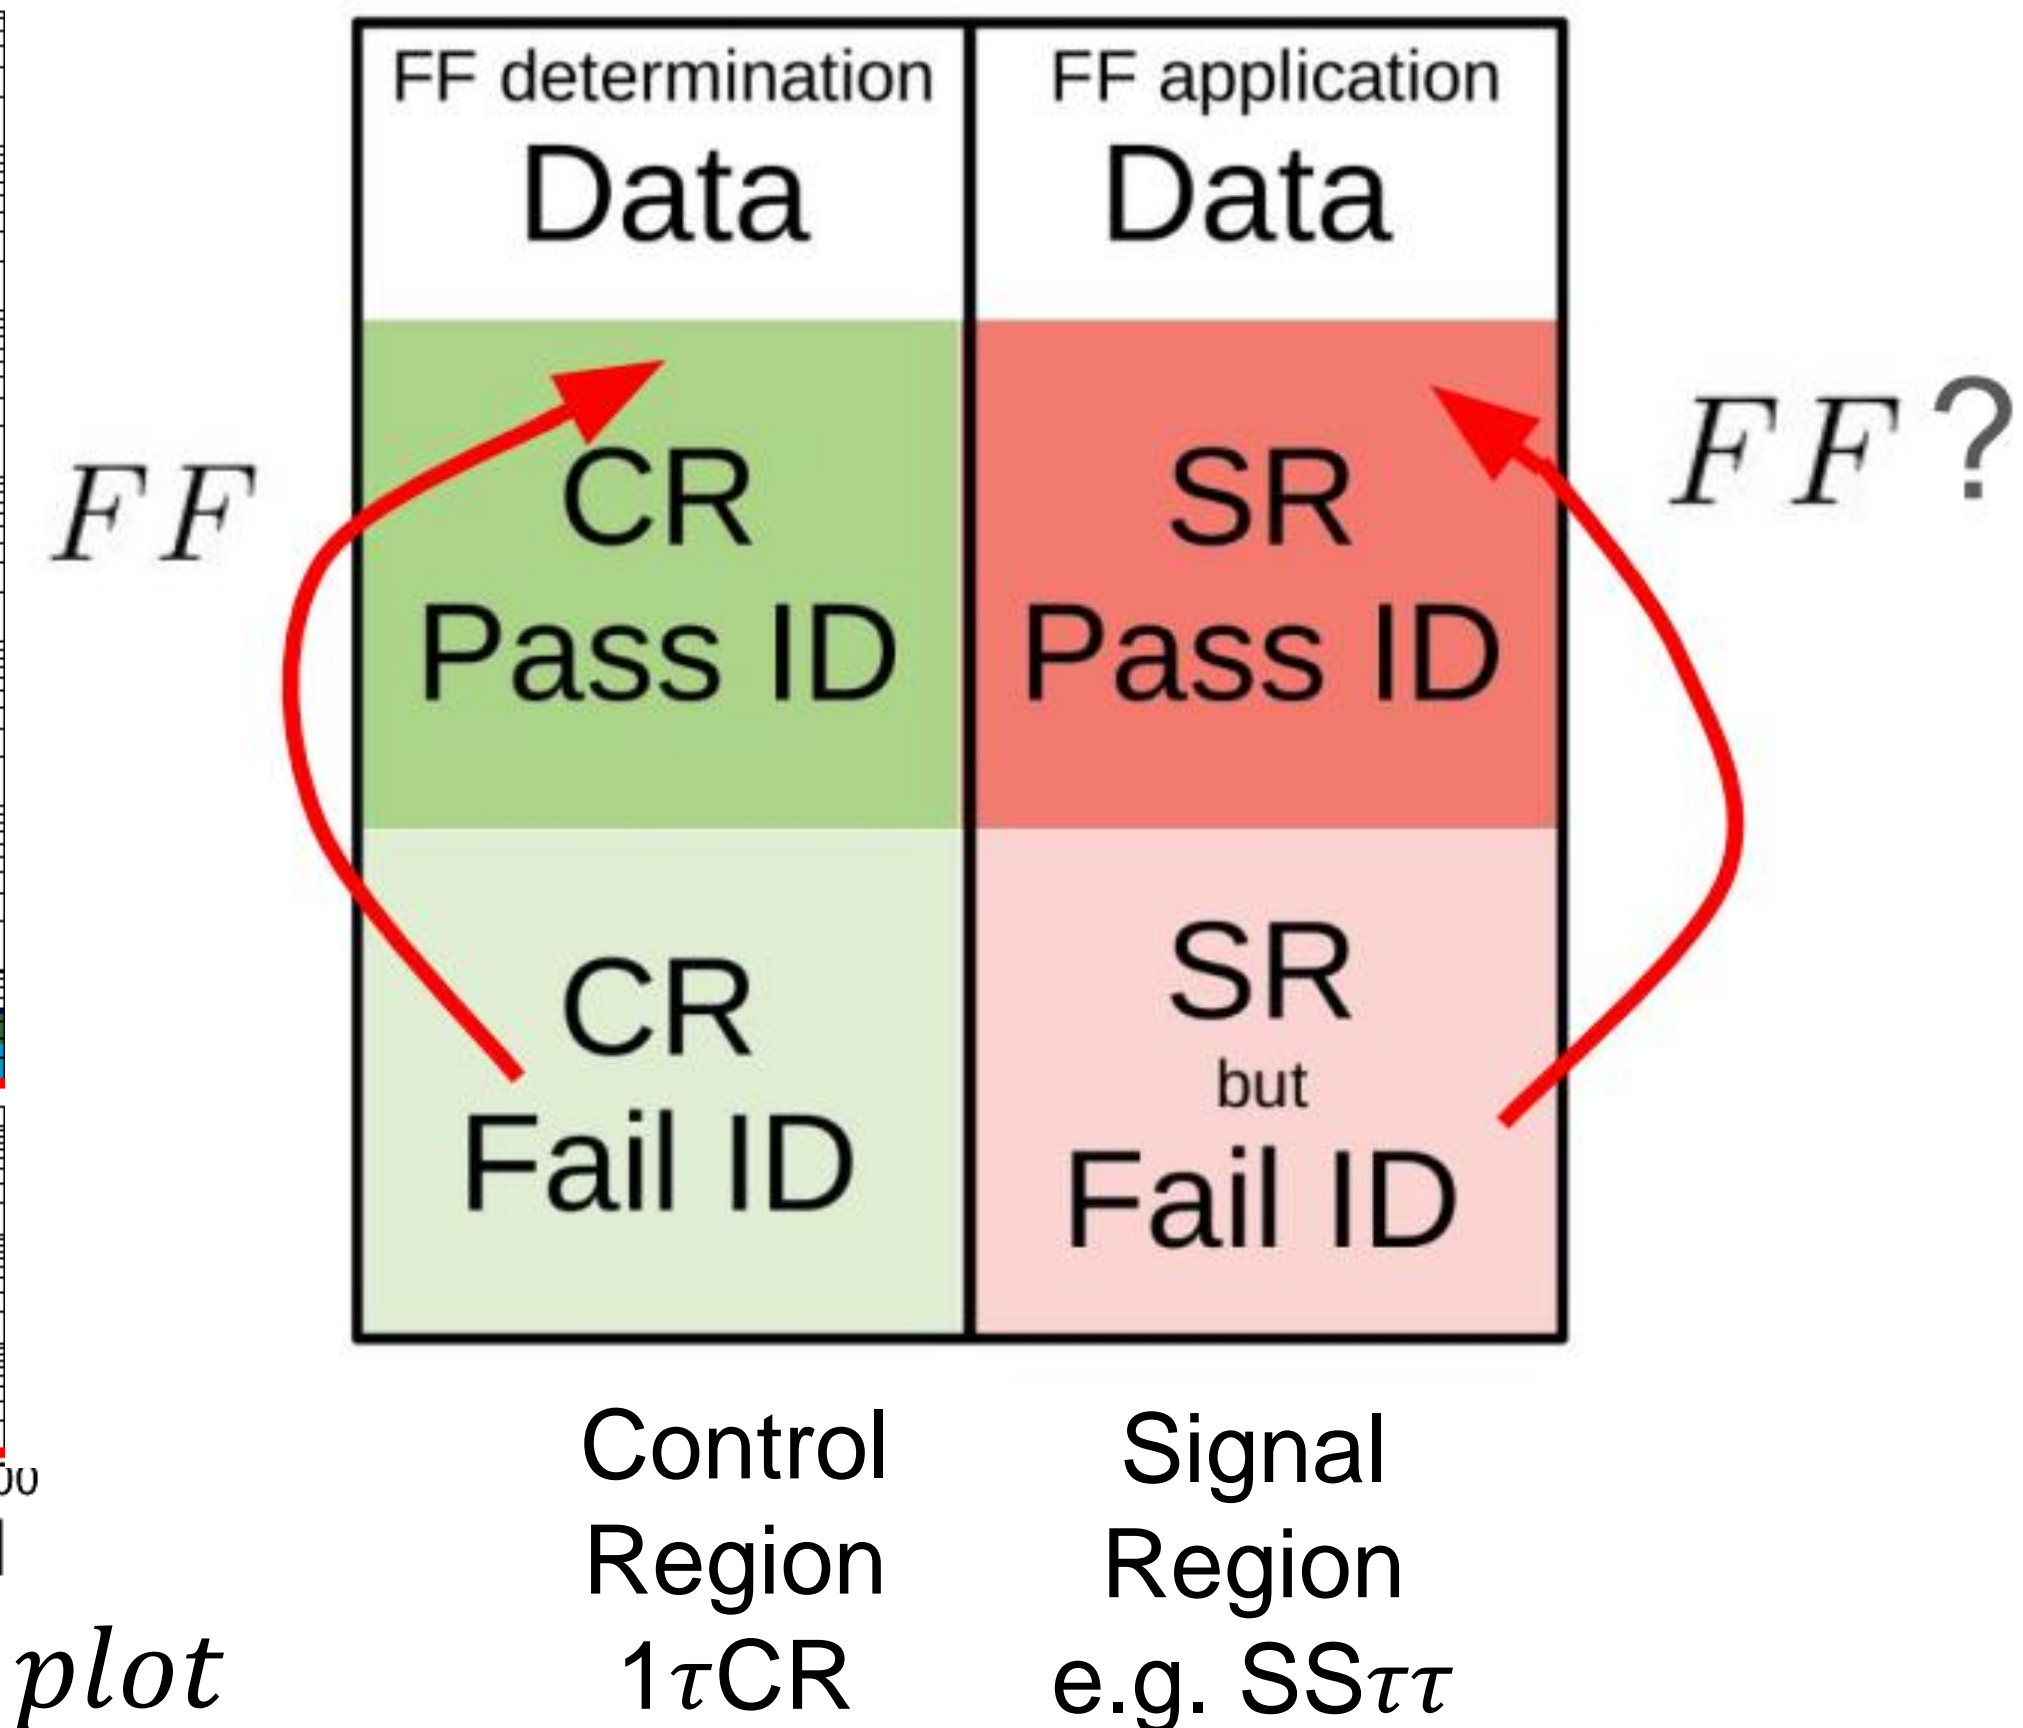 FF determination
Data
FF application
Data
FF
CR
Pass ID
SR
Pass ID
FF?
CR
Fail ID
SR
but
Fail ID
Control
Region
1τCR
Signal
Region
e.g. SSττ
plot